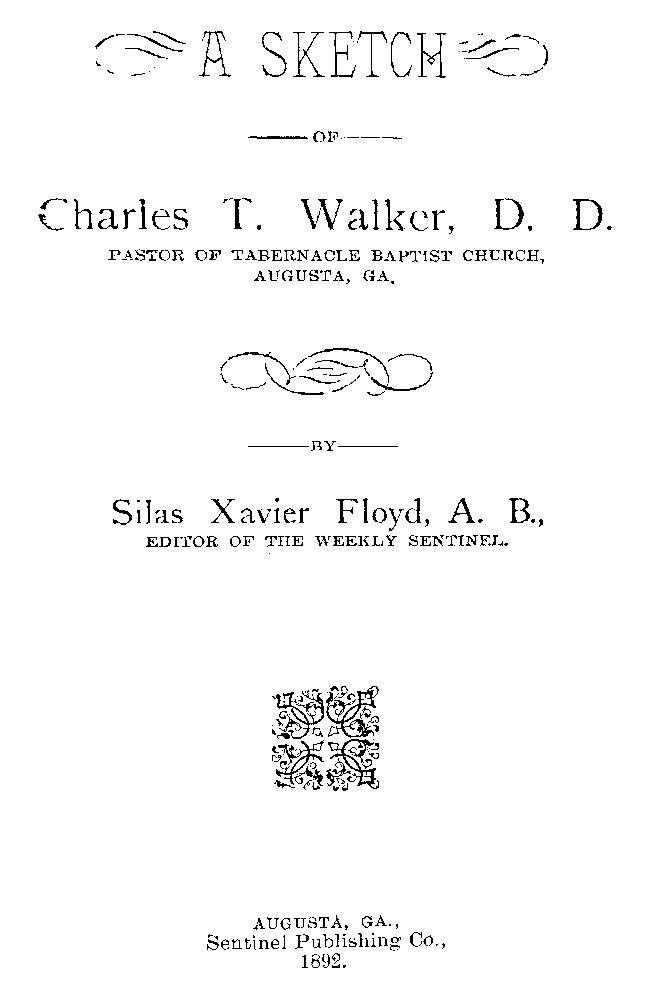 A SKETCH
OF
Charles T. Walker, D. D.
PASTOR OF TABERNACLE BAPTIST CHURCH,
AUGUSTA, GA.
BY
Silas Xavier Floyd, A. B.,
EDITOR OF THE WEEKLY SENTINEL.
AUGUSTA, GA.,
Sentinel Publishing Co.,
1892.